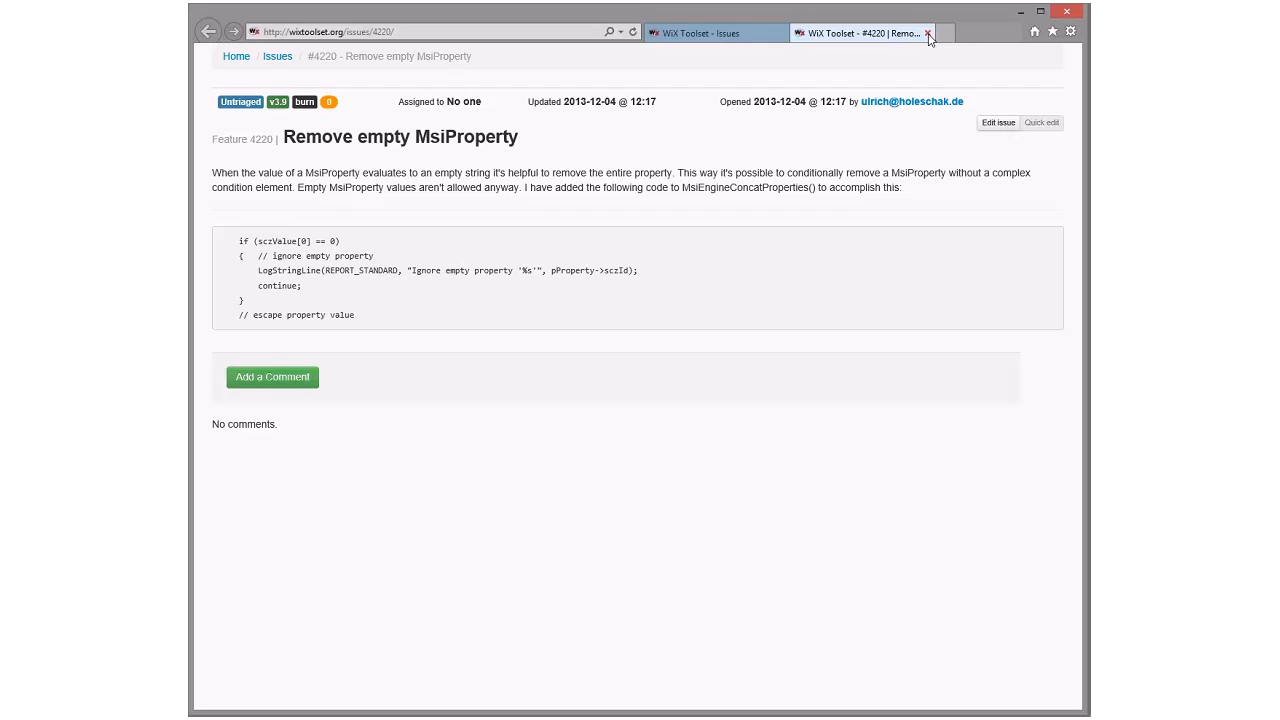 http://wixtoolset.org/issues/4220/
WiX Toolset - Issues
WiX Toolset - #4220 | Remo...
Home / Issues / #4220 - Remove empty MsiProperty
Untriaged v3.9 burn 0 Assigned to No one Updated 2013-12-04 @ 12:17 Opened 2013-12-04 @ 12:17 by ulrich@holeschak.de
Edit issue Quick edit
Feature 4220 | Remove empty MsiProperty
When the value of a MsiProperty evaluates to an empty string it's helpful to remove the entire property. This way it's possible to conditionally remove a MsiProperty without a complex
condition element. Empty MsiProperty values aren't allowed anyway. I have added the following code to MsiEngineConcatProperties() to accomplish this:
if (sczValue[0] == 0)
{ // ignore empty property
LogStringLine(REPORT_STANDARD, "Ignore empty property '%s'", pProperty->sczId);
continue;
}
// escape property value
Add a Comment
No comments.